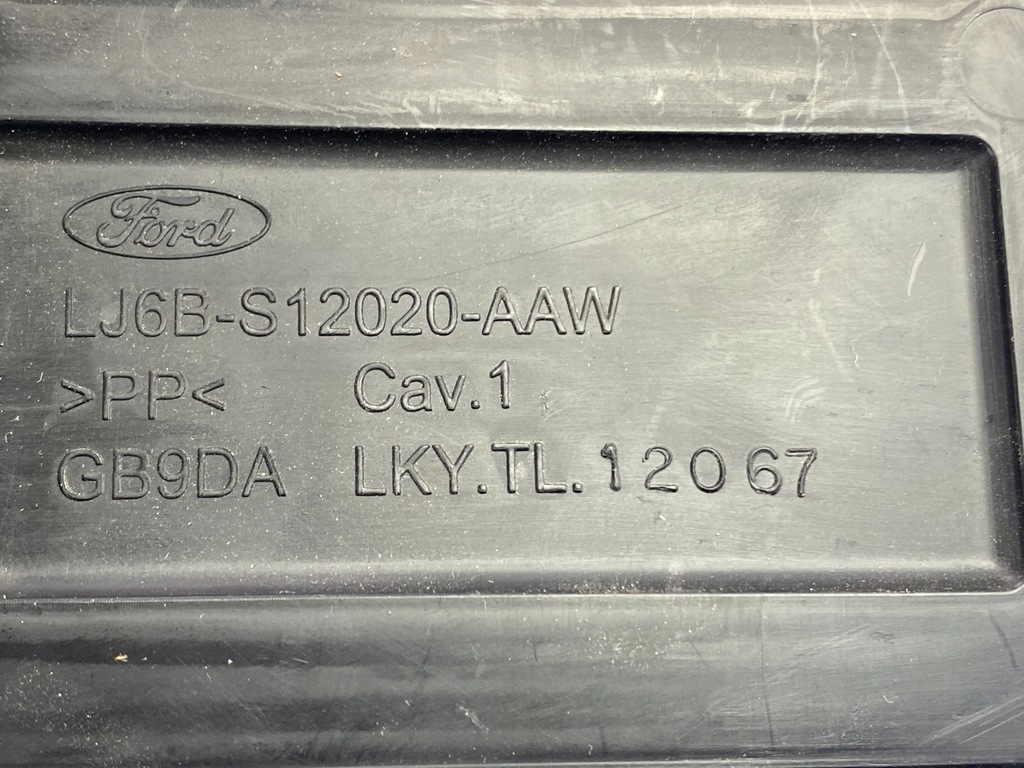 Ford
LJ6B-S12020-AAW
>PP< Cav.1
GB9DA LKY.TL.12067